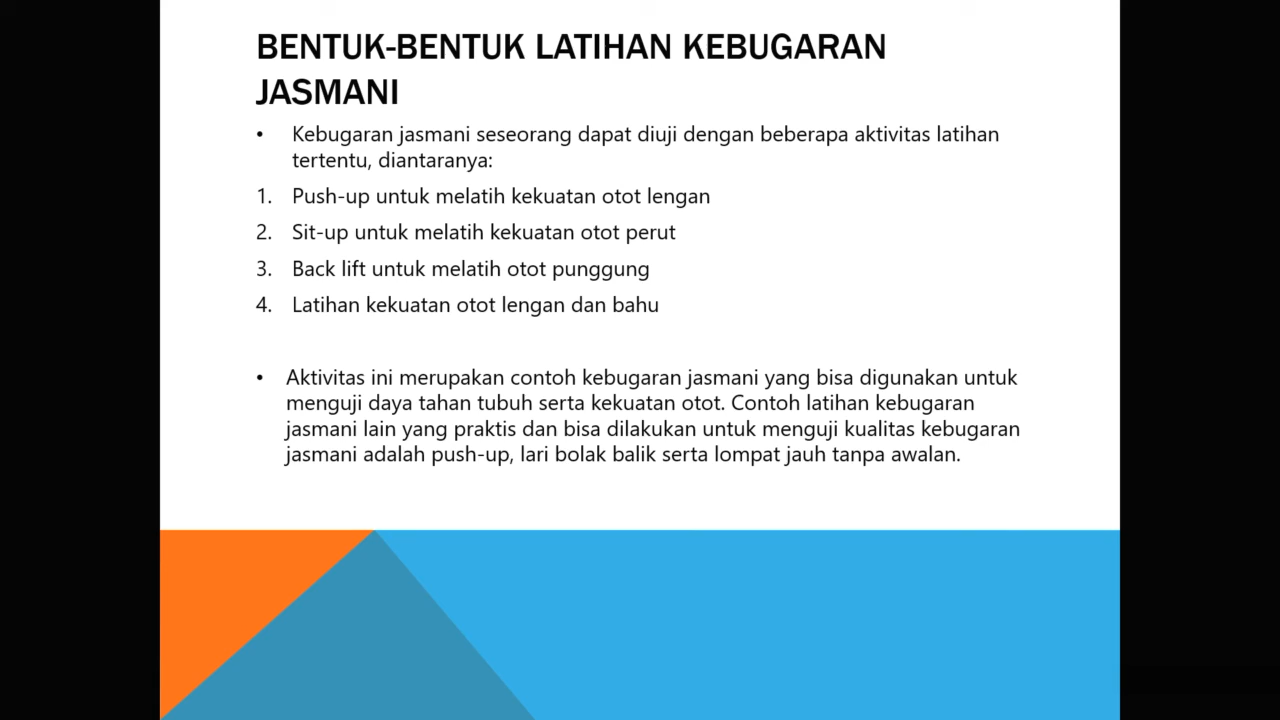 BENTUK-BENTUK LATIHAN KEBUGARAN
JASMANI
• Kebugaran jasmani seseorang dapat diuji dengan beberapa aktivitas latihan
tertentu, diantaranya:
1. Push-up untuk melatih kekuatan otot lengan
2. Sit-up untuk melatih kekuatan otot perut
3. Back lift untuk melatih otot punggung
4. Latihan kekuatan otot lengan dan bahu
• Aktivitas ini merupakan contoh kebugaran jasmani yang bisa digunakan untuk
menguji daya tahan tubuh serta kekuatan otot. Contoh latihan kebugaran
jasmani lain yang praktis dan bisa dilakukan untuk menguji kualitas kebugaran
jasmani adalah push-up, lari bolak balik serta lompat jauh tanpa awalan.